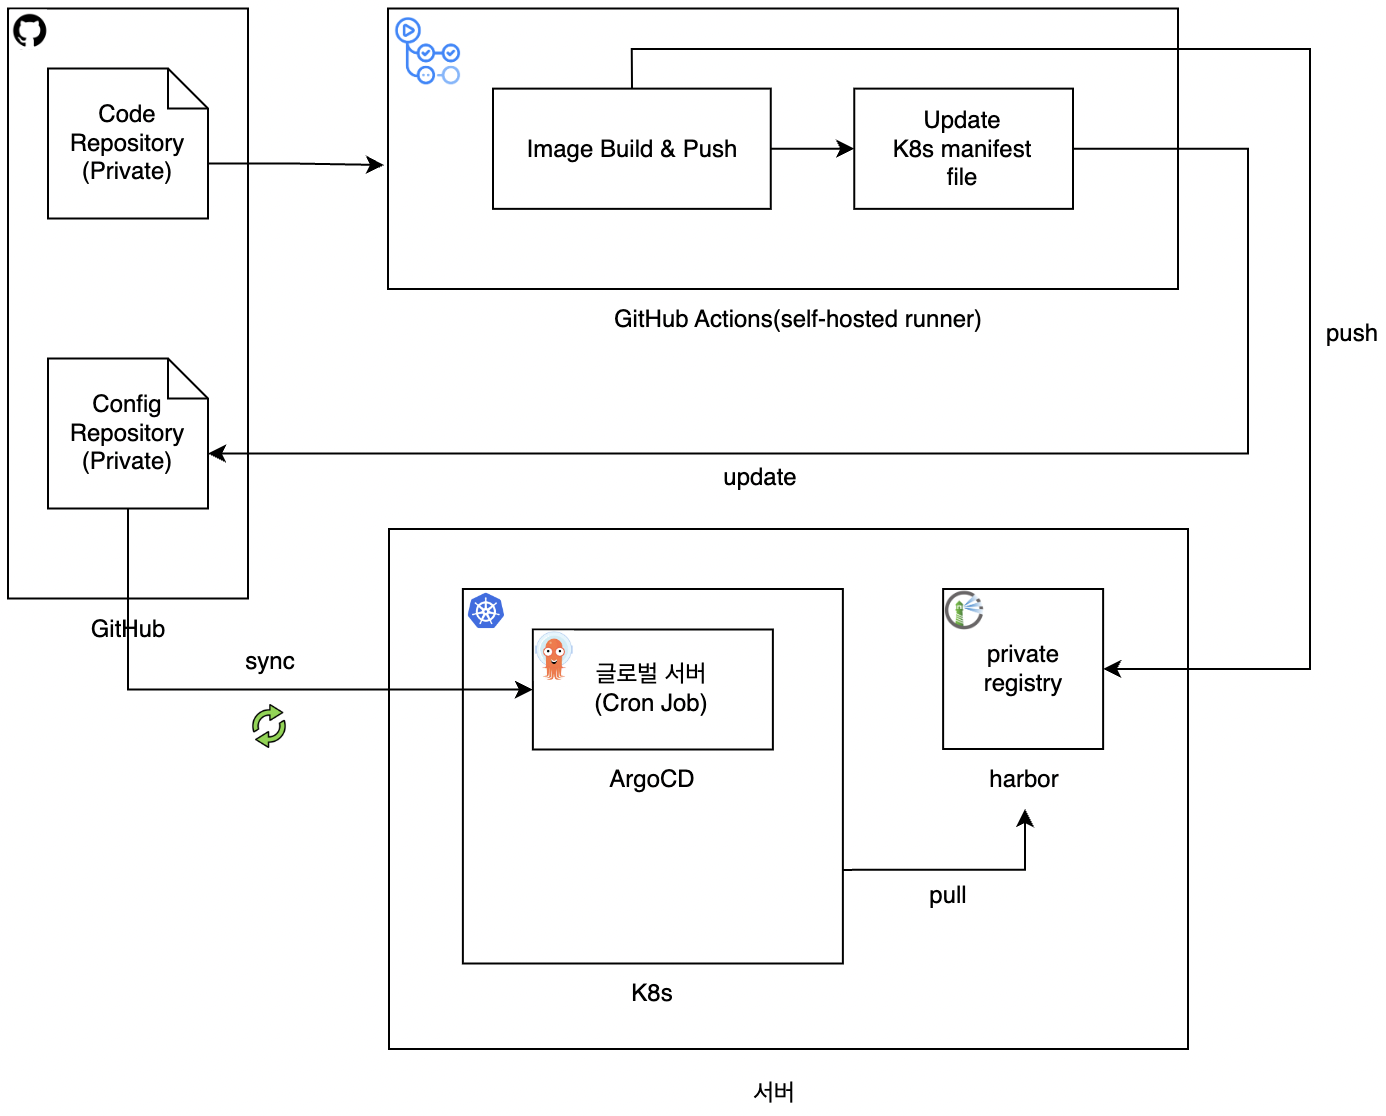 Code
Repository
(Private)
Image Build & Push
Update
K8s manifest
file
GitHub Actions(self-hosted runner)
push
Config
Repository
(Private)
update
GitHub
sync
글로벌 서버
(Cron Job)
ArgoCD
private
registry
harbor
pull
K8s
서버